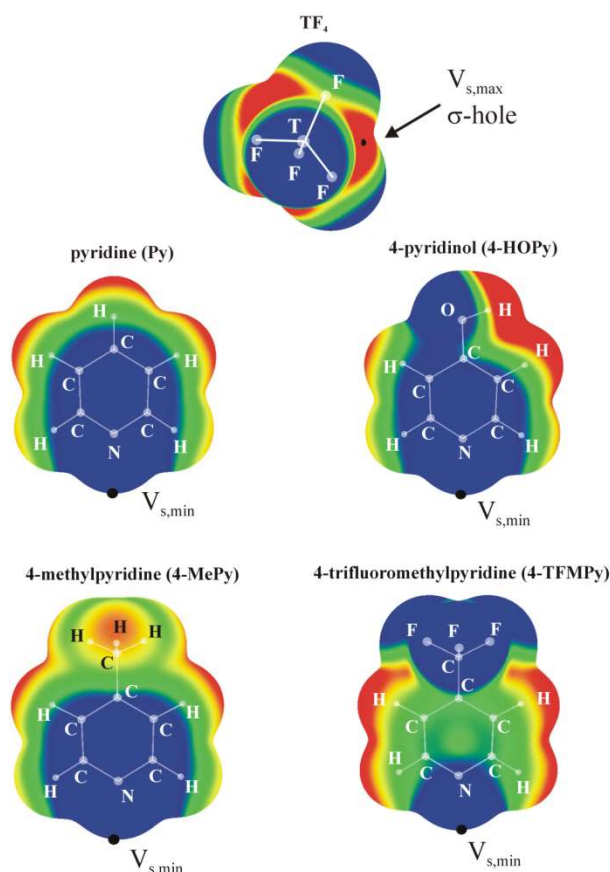 TF4
F
T
F
F
F
Vs,max
σ-hole
pyridine (Py)
H
C
H
H
C
C
C
C
H
H
N
Vs,min
4-pyridinol (4-HOPy)
O
H
C
H
H
C
C
C
C
H
H
N
Vs,min
4-methylpyridine (4-MePy)
H
H
H
C
C
H
H
C
C
C
C
H
H
N
Vs,min
4-trifluoromethylpyridine (4-TFMPy)
F
F
F
C
C
H
H
C
C
H
C
C
H
N
Vs,min